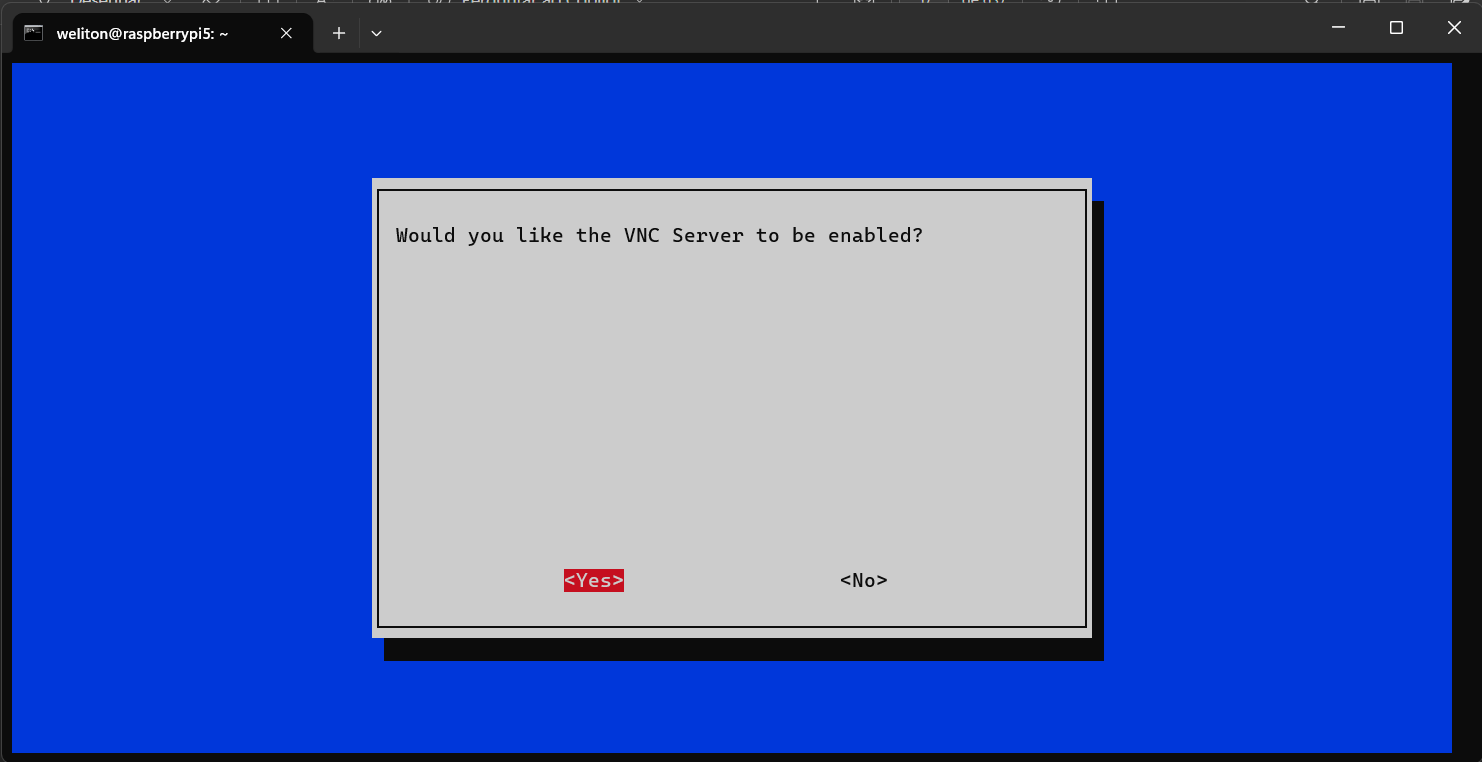 weliton@raspberrypi5: ~
Would you like the VNC Server to be enabled?
<Yes> <No>